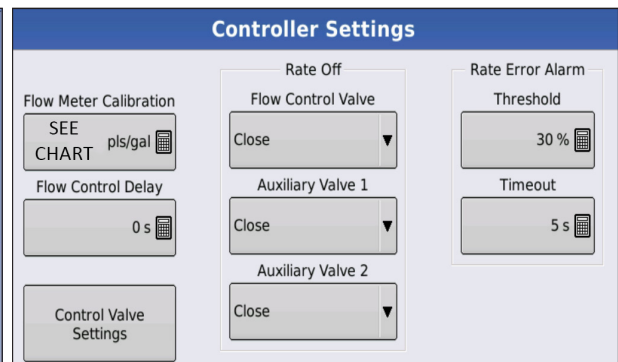 Controller Settings
Flow Meter Calibration
SEE
CHART pls/gal
Flow Control Delay
0 s
Control Valve
Settings
Rate Off
Flow Control Valve
Close
Auxiliary Valve 1
Close
Auxiliary Valve 2
Close
Rate Error Alarm
Threshold
30 %
Timeout
5 s